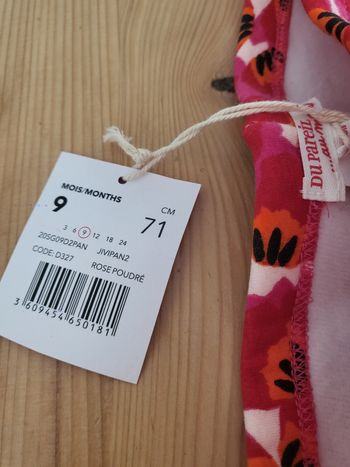 MOIS/MONTHS
9
CM
71
3 6 9 12 18 24
20SG09D2PAN JIVIPAN2
CODE: D327 ROSE POUDRÉ
3 609454 650181
DU PAREIL